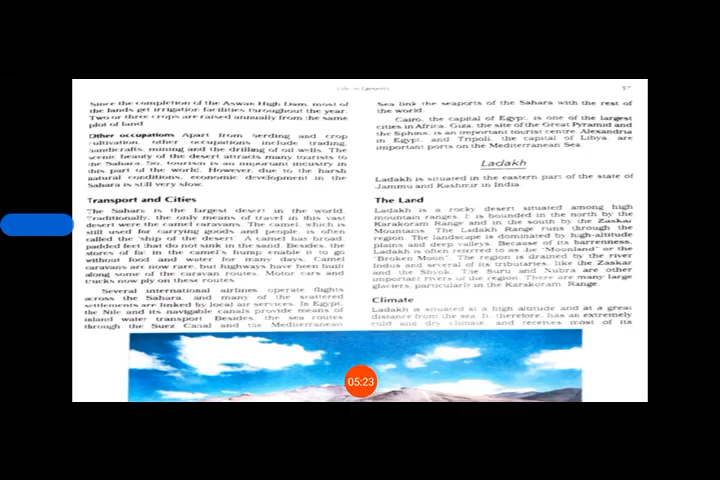 Life in Deserts
57
Since the completion of the Aswan High Dam, most of
the lands get irrigation facilities throughout the year.
Two or three crops are raised annually from the same
plot of land.
Other occupations Apart from herding and crop
cultivation, other occupations include trading,
handicrafts, mining and the drilling of oil wells. The
scenic beauty of the desert attracts many tourists to
the Sahara. So, tourism is an important industry in
this part of the world. However, due to the harsh
natural conditions, economic development in the
Sahara is still very slow.
Transport and Cities
The Sahara is the largest desert in the world.
Traditionally, the only means of travel in this vast
desert were the camel caravans. The camel, which is
still used for carrying goods and people, is often
called the 'ship of the desert'. A camel has broad,
padded feet that do not sink in the sand. Besides, the
stores of fat in the camel's hump enable it to go
without food and water for many days. Camel
caravans are now rare, but highways have been built
along some of the caravan routes. Motor cars and
trucks now ply on these routes.
Several international airlines operate flights
across the Sahara, and many of the scattered
settlements are linked by local air services. In Egypt,
the Nile and its navigable canals provide means of
inland water transport. Besides, the sea routes
through the Suez Canal and the Mediterranean
Sea link the seaports of the Sahara with the rest of
the world.
Cairo, the capital of Egypt, is one of the largest
cities in Africa. Giza, the site of the Great Pyramid and
the Sphinx, is an important tourist centre. Alexandria
in Egypt, and Tripoli, the capital of Libya, are
important ports on the Mediterranean Sea.
Ladakh
Ladakh is situated in the eastern part of the state of
Jammu and Kashmir in India.
The Land
Ladakh is a rocky desert situated among high
mountain ranges. It is bounded in the north by the
Karakoram Range and in the south by the Zaskar
Mountains. The Ladakh Range runs through the
region. The landscape is dominated by high-altitude
plains and deep valleys. Because of its barrenness,
Ladakh is often referred to as the "Moonland" or the
"Broken Moon". The region is drained by the river
Indus and several of its tributaries, like the Zaskar
and the Shyok. The Suru and Nubra are other
important rivers of the region. There are many large
glaciers, particularly in the Karakoram Range.
Climate
Ladakh is situated at a high altitude and at a great
distance from the sea. It, therefore, has an extremely
cold and dry climate, and receives most of its
05:23